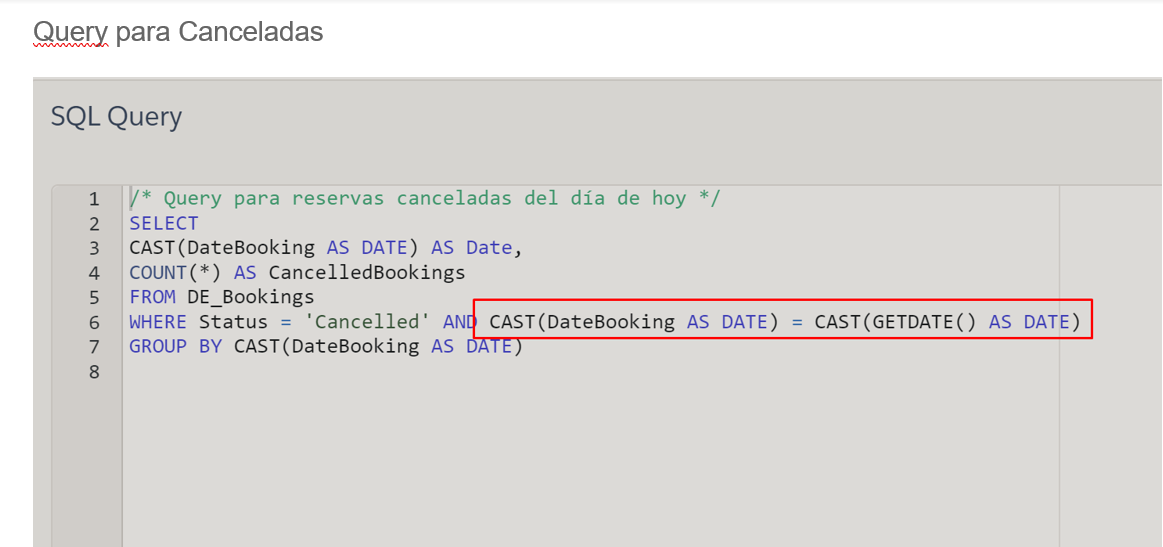 Query para Canceladas
SQL Query
1 /* Query para reservas canceladas del día de hoy */
2 SELECT
3 CAST(DateBooking AS DATE) AS Date,
4 COUNT(*) AS CancelledBookings
5 FROM DE_Bookings
6 WHERE Status = 'Cancelled' AND CAST(DateBooking AS DATE) = CAST(GETDATE() AS DATE)
7 GROUP BY CAST(DateBooking AS DATE)
8